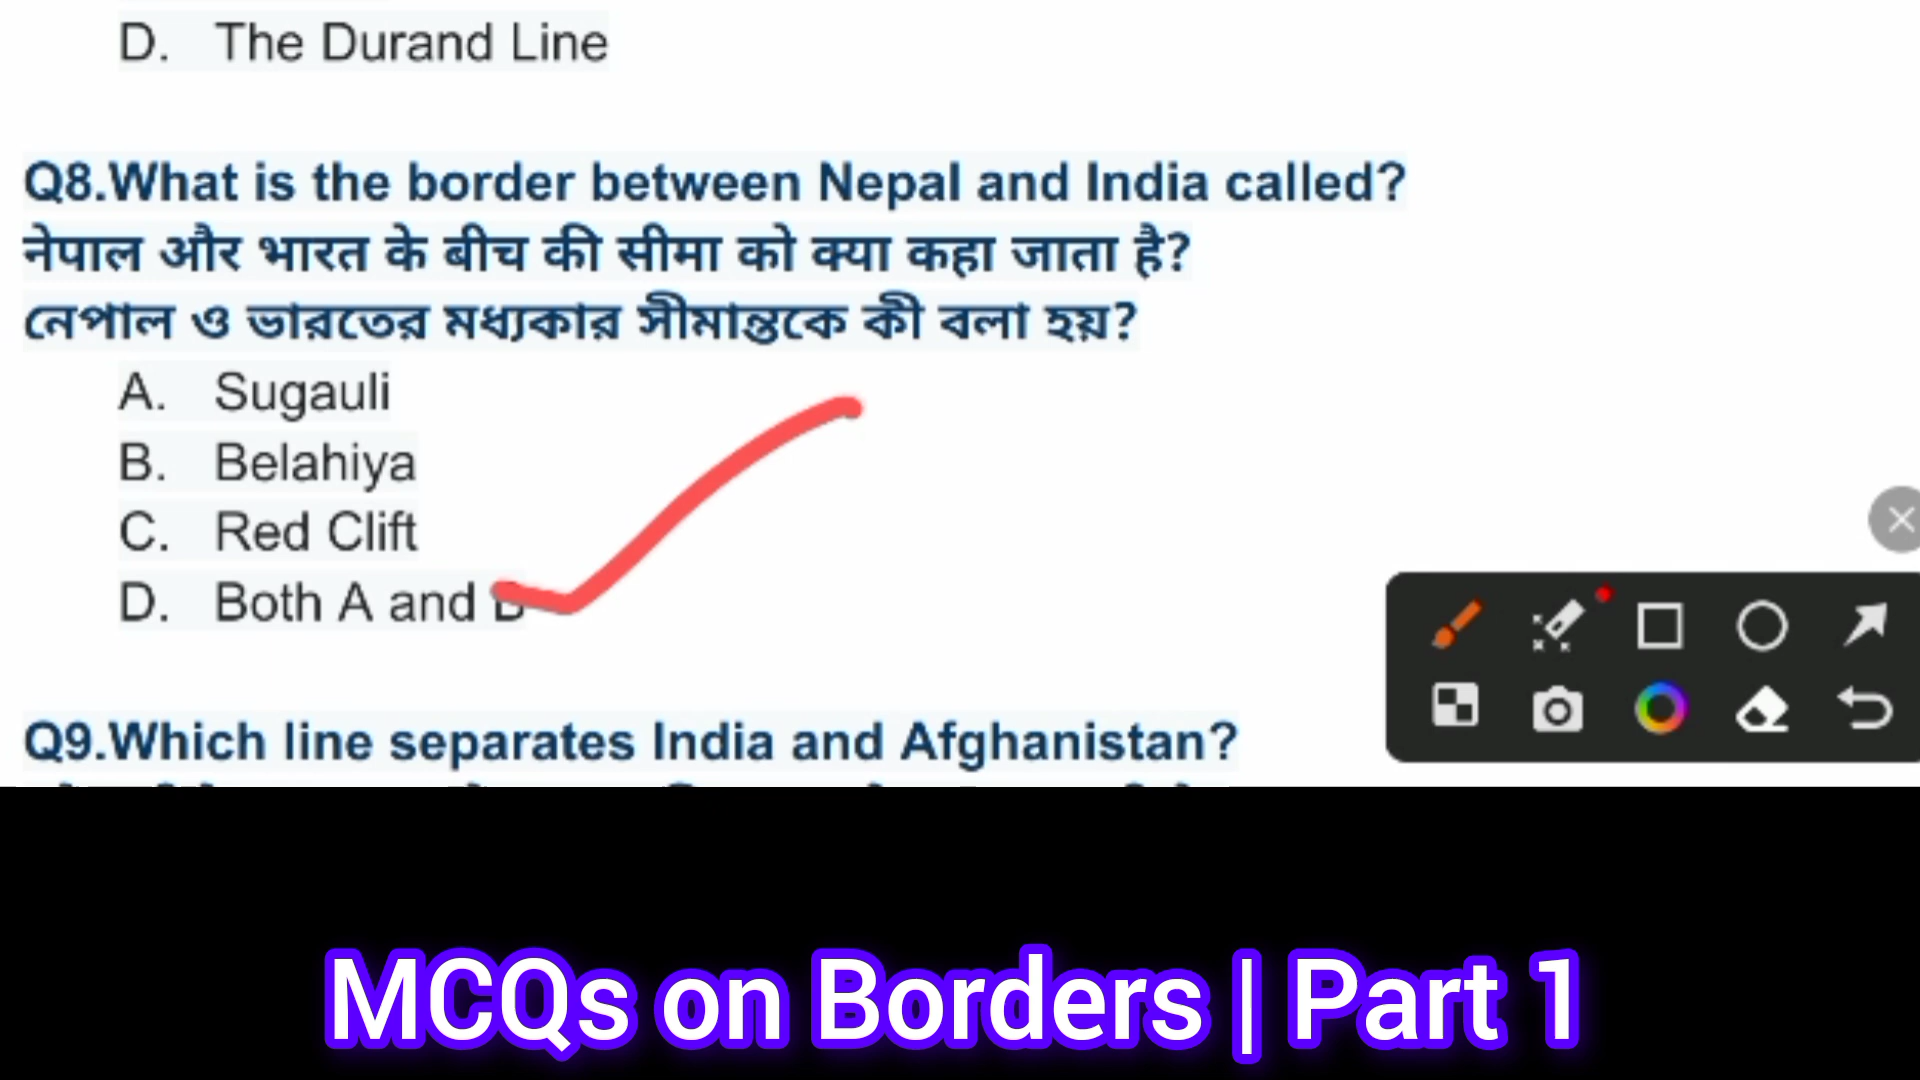 D. The Durand Line
Q8.What is the border between Nepal and India called?
नेपाल और भारत के बीच की सीमा को क्या कहा जाता है?
নেপাল ও ভারতের মধ্যকার সীমান্তকে কী বলা হয়?
A. Sugauli
B. Belahiya
C. Red Clift
D. Both A and B
Q9.Which line separates India and Afghanistan?
MCQs on Borders | Part 1